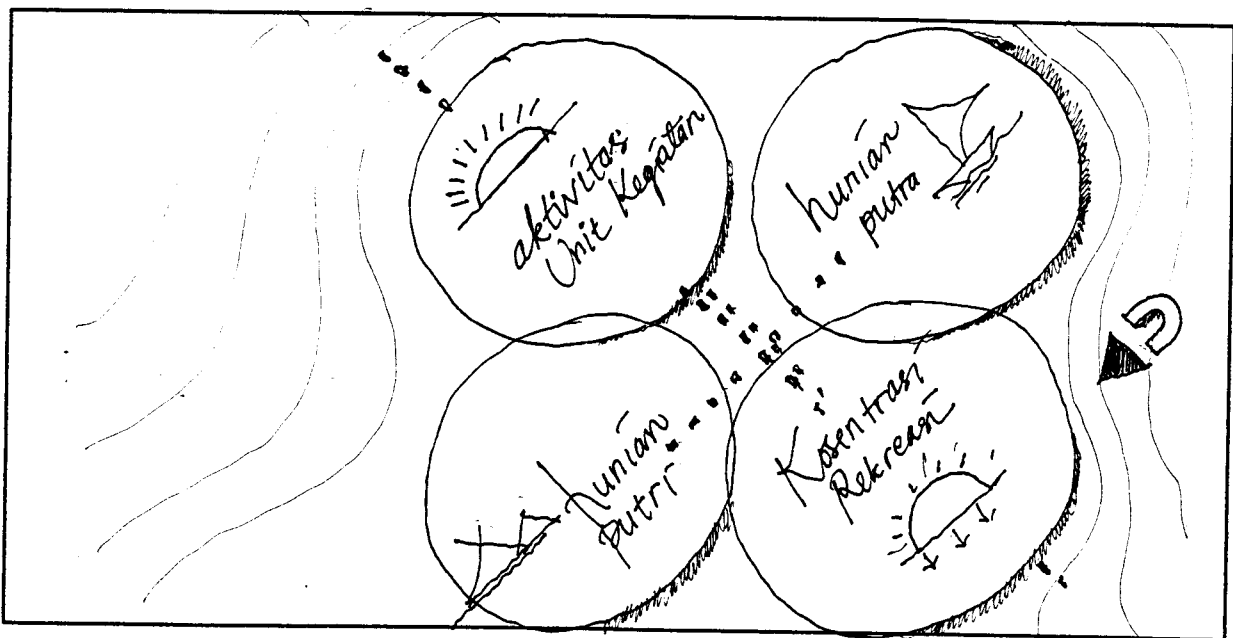 aktivitas
Unit Kegiatan
hunian
putra
hunian
putri
Kosentrasi
Rekreasi
U